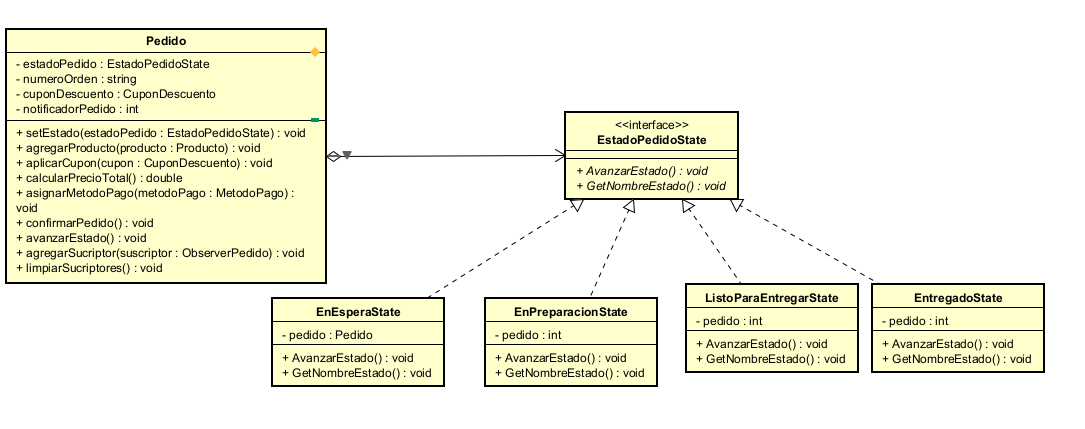 Pedido
- estadoPedido : EstadoPedidoState
- numeroOrden : string
- cuponDescuento : CuponDescuento
- notificadorPedido : int
+ setEstado(estadoPedido : EstadoPedidoState) : void
+ agregarProducto(producto : Producto) : void
+ aplicarCupon(cupon : CuponDescuento) : void
+ calcularPrecioTotal() : double
+ asignarMetodoPago(metodoPago : MetodoPago) :
void
+ confirmarPedido() : void
+ avanzarEstado() : void
+ agregarSucriptor(suscriptor : ObserverPedido) : void
+ limpiarSucriptores() : void
<<interface>>
EstadoPedidoState
+ AvanzarEstado() : void
+ GetNombreEstado() : void
EnEsperaState
- pedido : Pedido
+ AvanzarEstado() : void
+ GetNombreEstado() : void
EnPreparacionState
- pedido : int
+ AvanzarEstado() : void
+ GetNombreEstado() : void
ListoParaEntregarState
- pedido : int
+ AvanzarEstado() : void
+ GetNombreEstado() : void
EntregadoState
- pedido : int
+ AvanzarEstado() : void
+ GetNombreEstado() : void